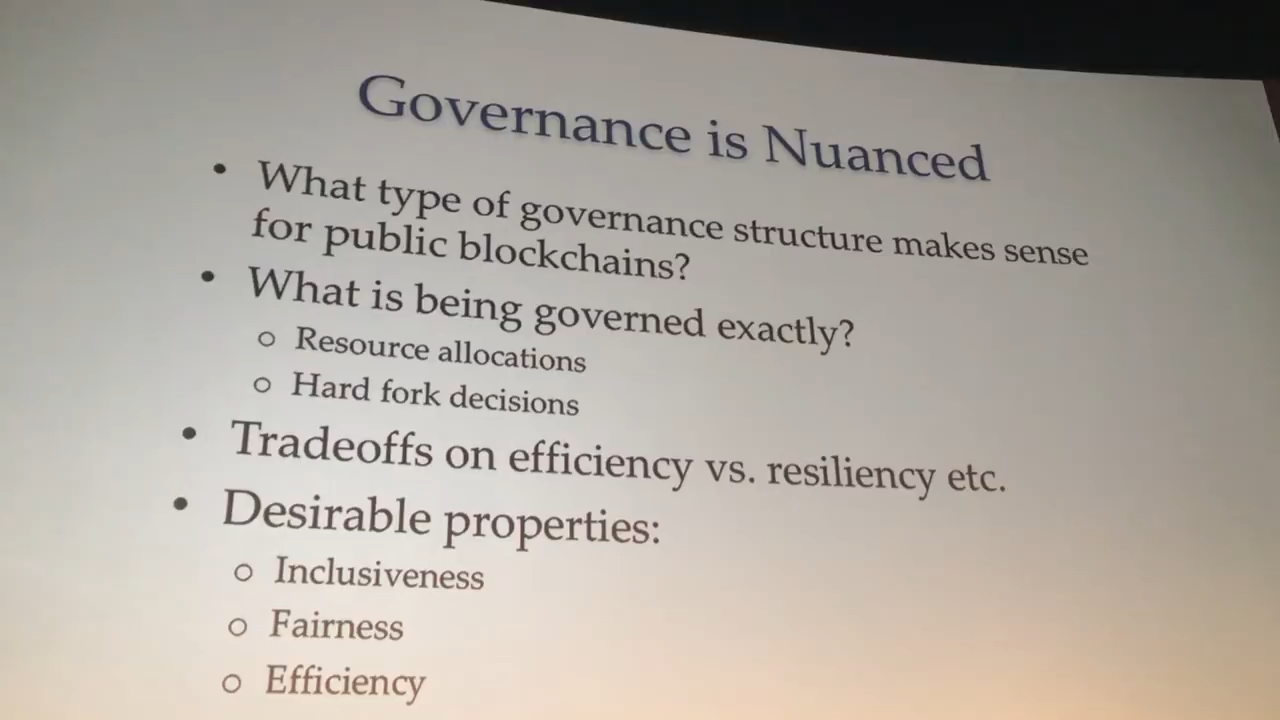 Governance is Nuanced
• What type of governance structure makes sense
for public blockchains?
• What is being governed exactly?
o Resource allocations
o Hard fork decisions
• Tradeoffs on efficiency vs. resiliency etc.
• Desirable properties:
o Inclusiveness
o Fairness
o Efficiency